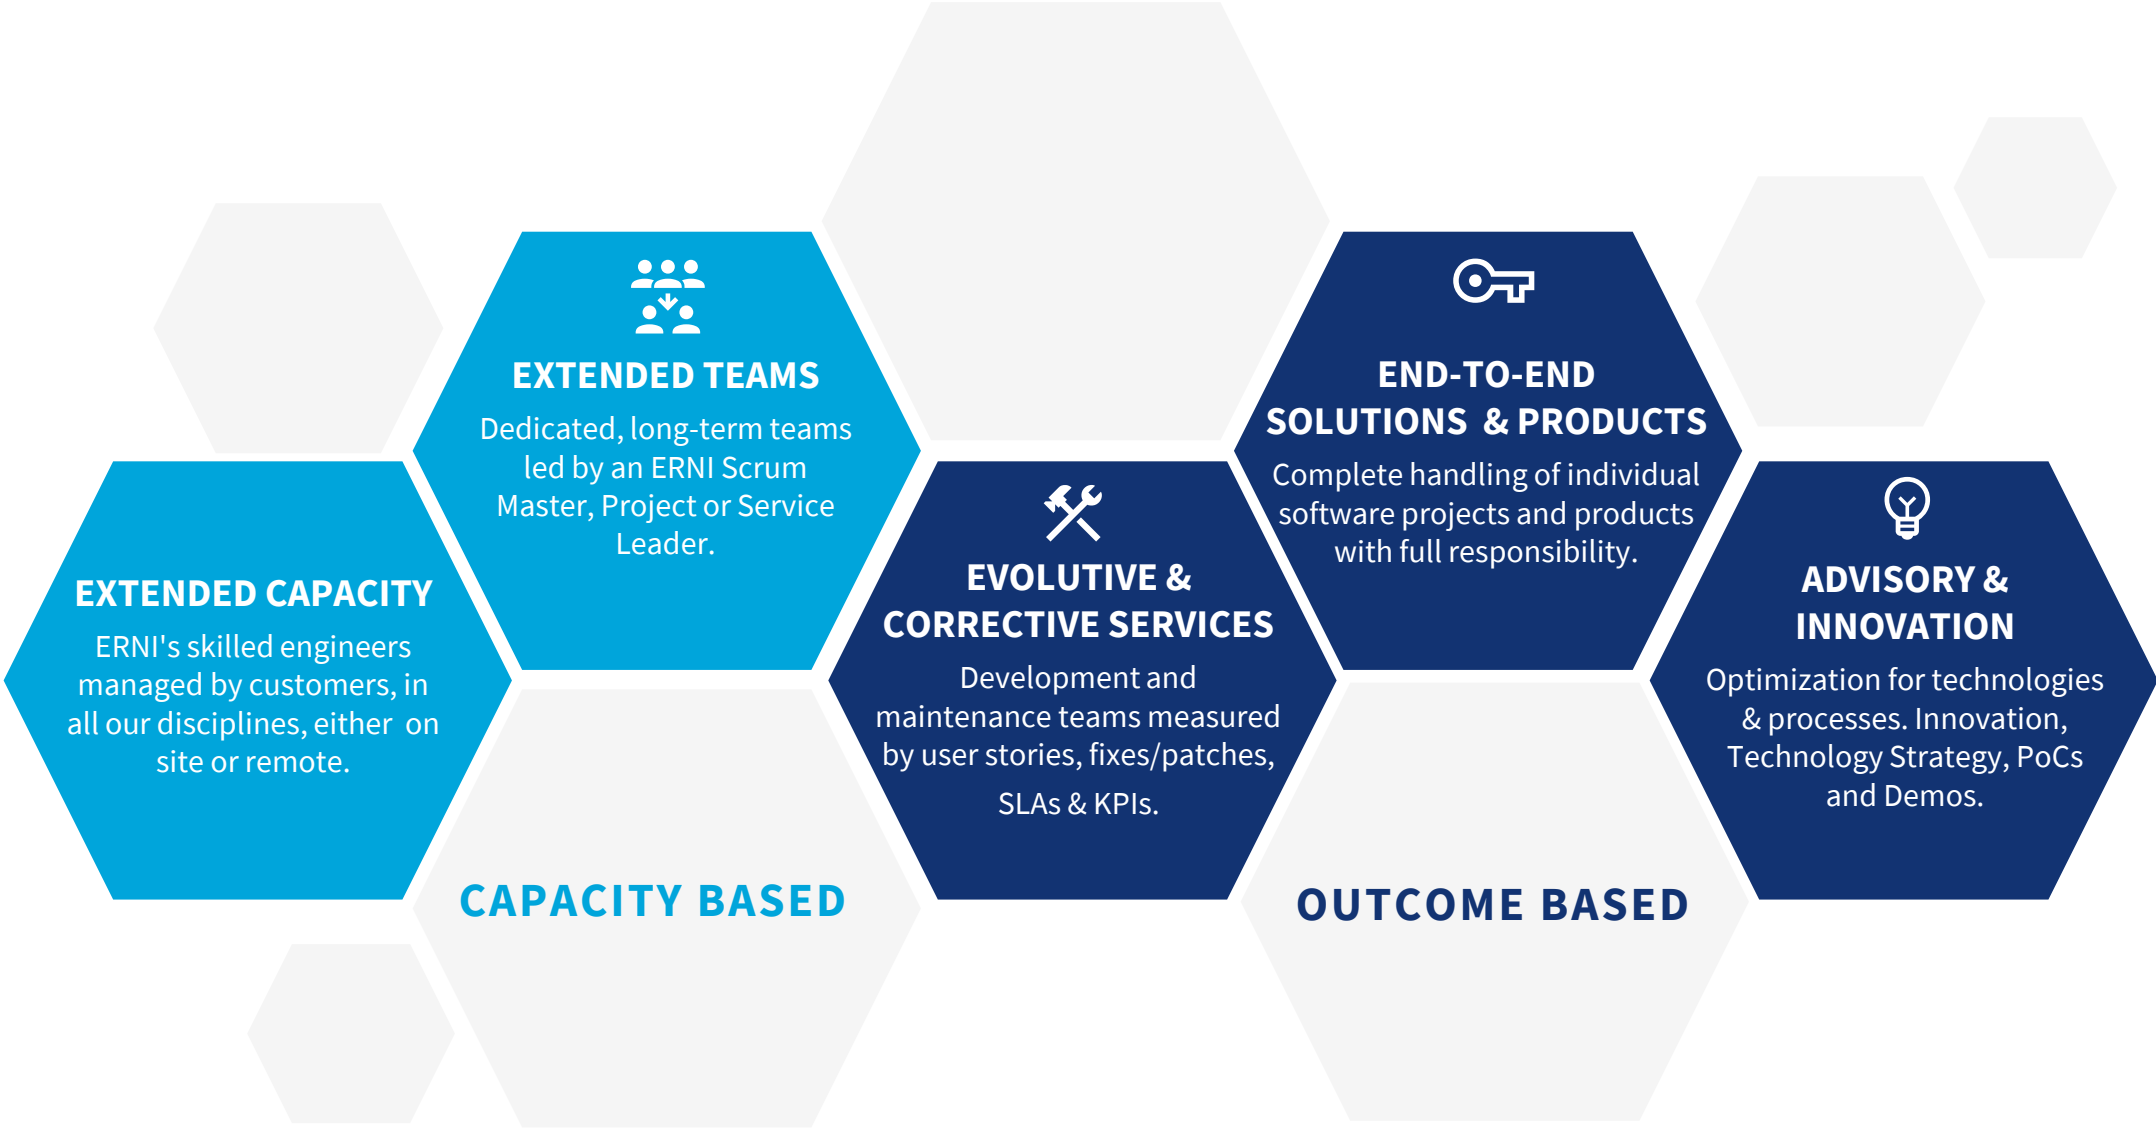 EXTENDED CAPACITY
ERNI's skilled engineers
managed by customers, in
all our disciplines, either on
site or remote.
EXTENDED TEAMS
Dedicated, long-term teams
led by an ERNI Scrum
Master, Project or Service
Leader.
CAPACITY BASED
EVOLUTIVE &
CORRECTIVE SERVICES
Development and
maintenance teams measured
by user stories, fixes/patches,
SLAs & KPIs.
END-TO-END
SOLUTIONS & PRODUCTS
Complete handling of individual
software projects and products
with full responsibility.
ADVISORY &
INNOVATION
Optimization for technologies
& processes. Innovation,
Technology Strategy, PoCs
and Demos.
OUTCOME BASED